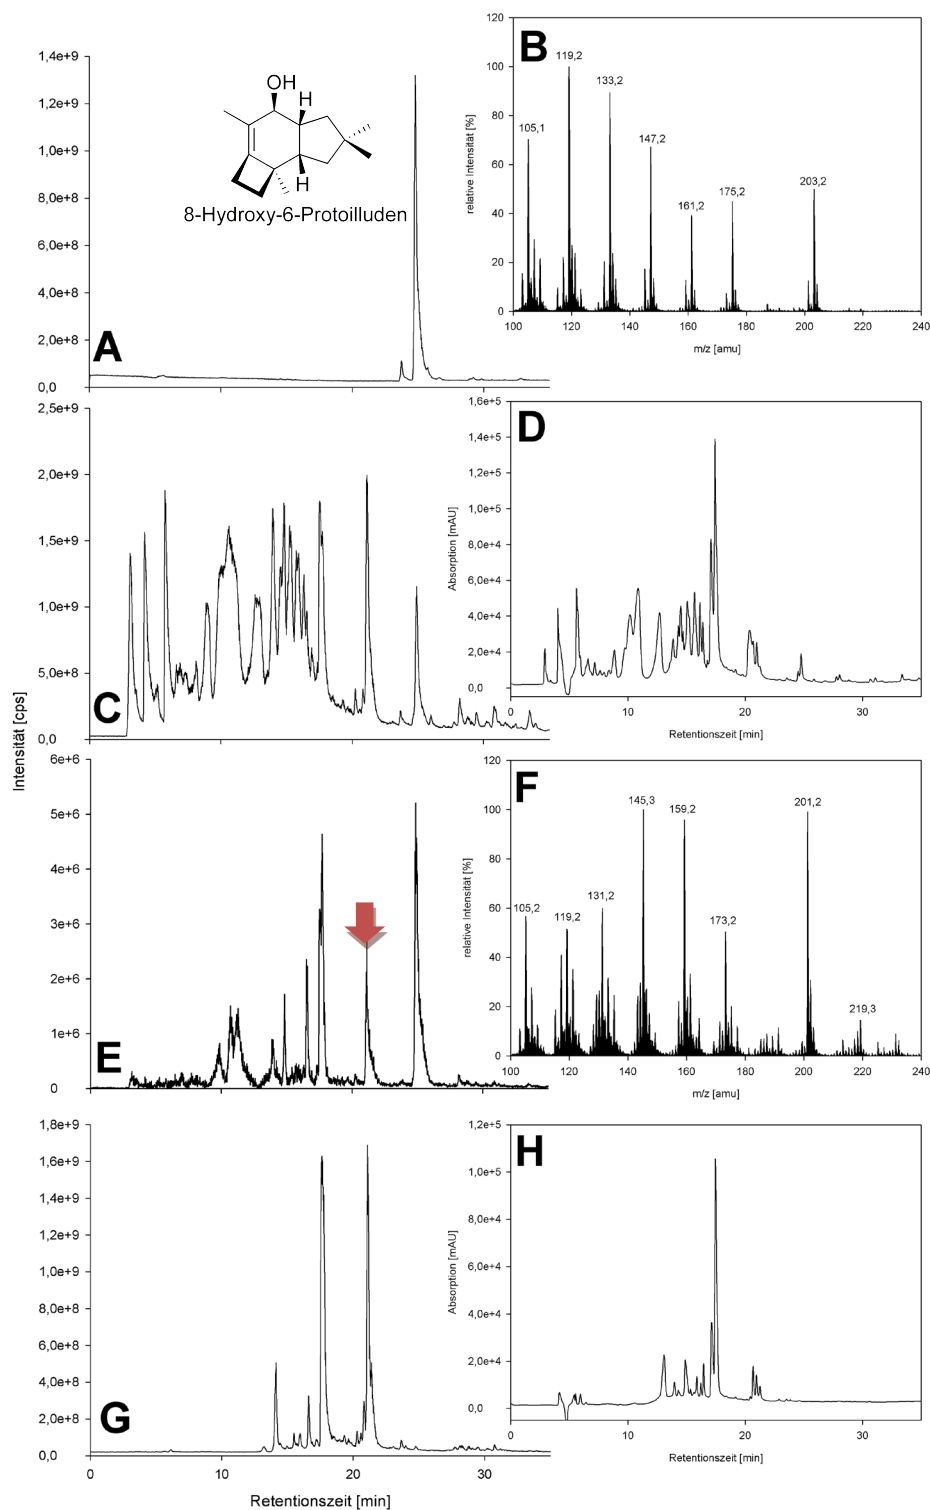 Intensität [cps]
1,4e+9
1,2e+9
1,0e+9
8,0e+8
6,0e+8
4,0e+8
2,0e+8
0,0
A
OH
H
H
8-Hydroxy-6-Protoilluden
B
relative Intensität [%]
120
100
80
60
40
20
0
105,1
119,2
133,2
147,2
161,2
175,2
203,2
100 120 140 160 180 200 220 240
m/z [amu]
2,5e+9
2,0e+9
1,5e+9
1,0e+9
5,0e+8
0,0
C
D
Absorption [mAU]
1,6e+5
1,4e+5
1,2e+5
1,0e+5
8,0e+4
6,0e+4
4,0e+4
2,0e+4
0,0
0 10 20 30
Retentionszeit [min]
6e+6
5e+6
4e+6
3e+6
2e+6
1e+6
0
E
F
relative Intensität [%]
120
100
80
60
40
20
0
105,2
119,2
131,2
145,3
159,2
173,2
201,2
219,3
100 120 140 160 180 200 220 240
m/z [amu]
1,8e+9
1,6e+9
1,4e+9
1,2e+9
1,0e+9
8,0e+8
6,0e+8
4,0e+8
2,0e+8
0,0
G
0 10 20 30
Retentionszeit [min]
H
Absorption [mAU]
1,2e+5
1,0e+5
8,0e+4
6,0e+4
4,0e+4
2,0e+4
0,0
0 10 20 30
Retentionszeit [min]